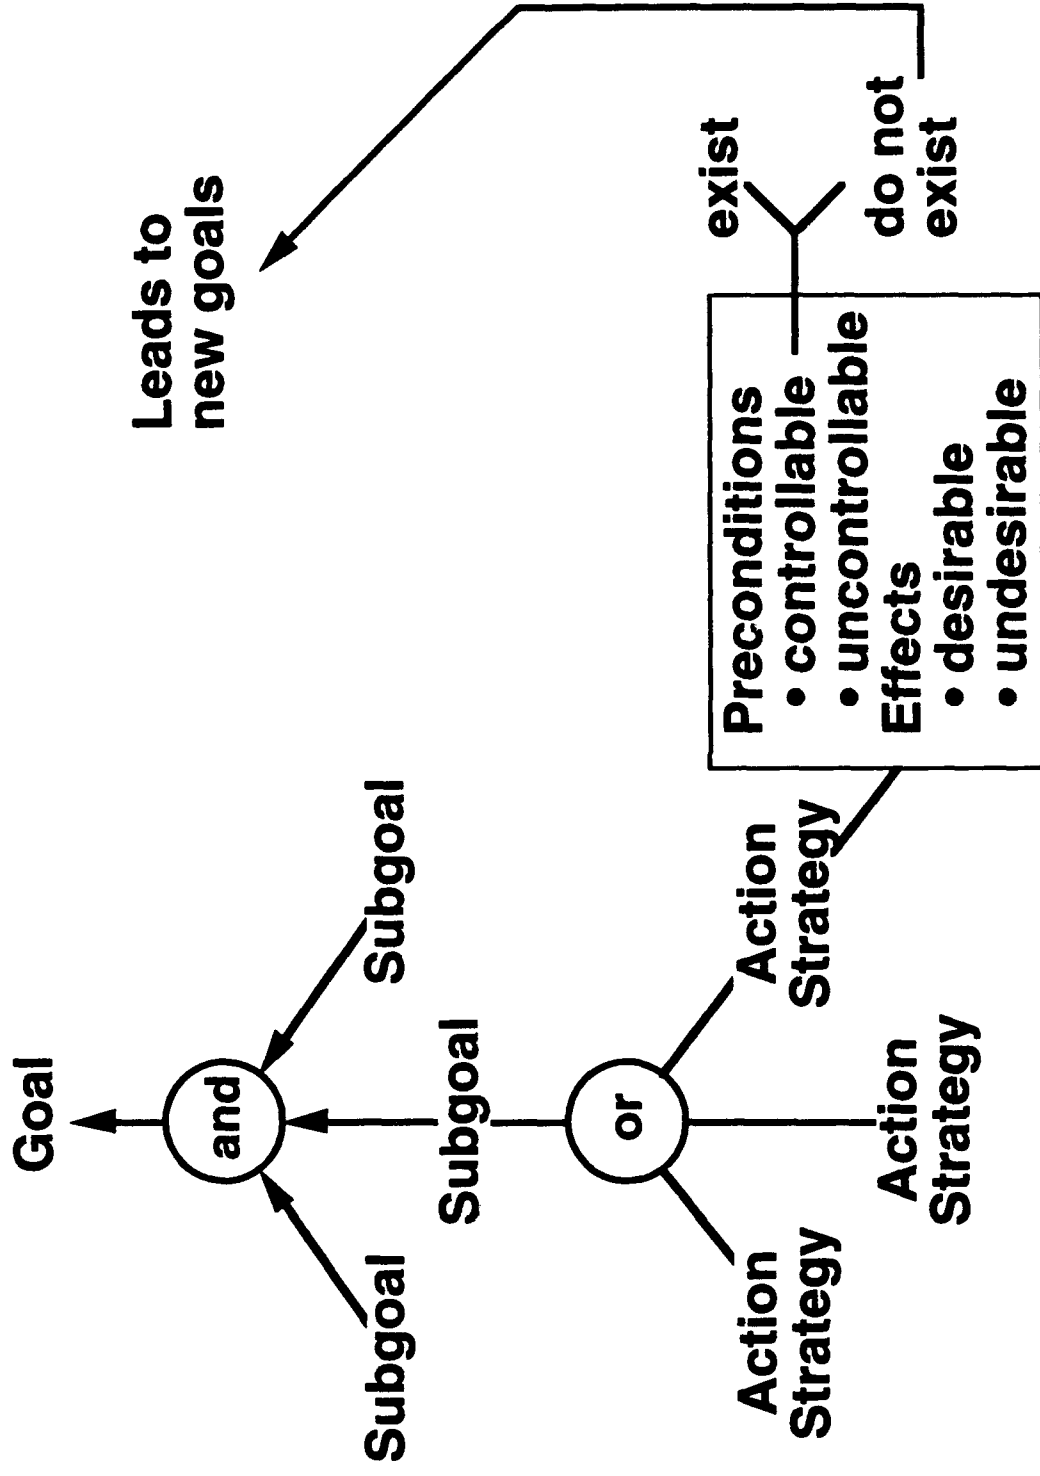 Goal
and
Subgoal
Subgoal
Subgoal
or
Action
Strategy
Action
Strategy
Action
Strategy
Preconditions
• controllable
• uncontrollable
Effects
• desirable
• undesirable
exist
do not
exist
Leads to
new goals